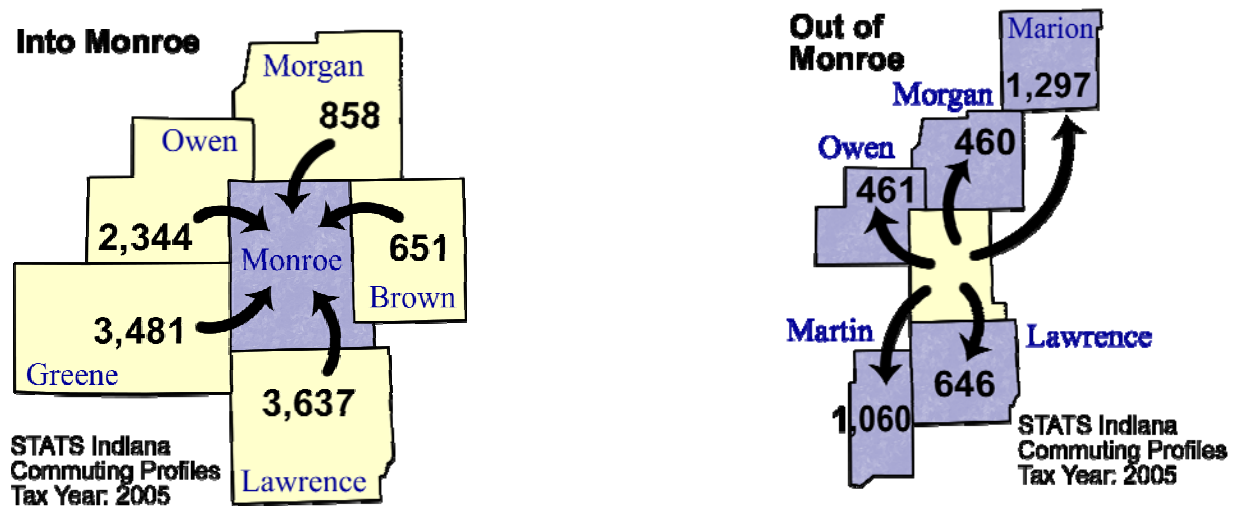 Into Monroe
Morgan
858
Owen
2,344
Monroe
651
Brown
3,481
Greene
3,637
Lawrence
STATS Indiana
Commuting Profiles
Tax Year: 2005
Out of
Monroe
Marion
1,297
Morgan
460
Owen
461
Martin
1,060
Lawrence
646
STATS Indiana
Commuting Profiles
Tax Year: 2005